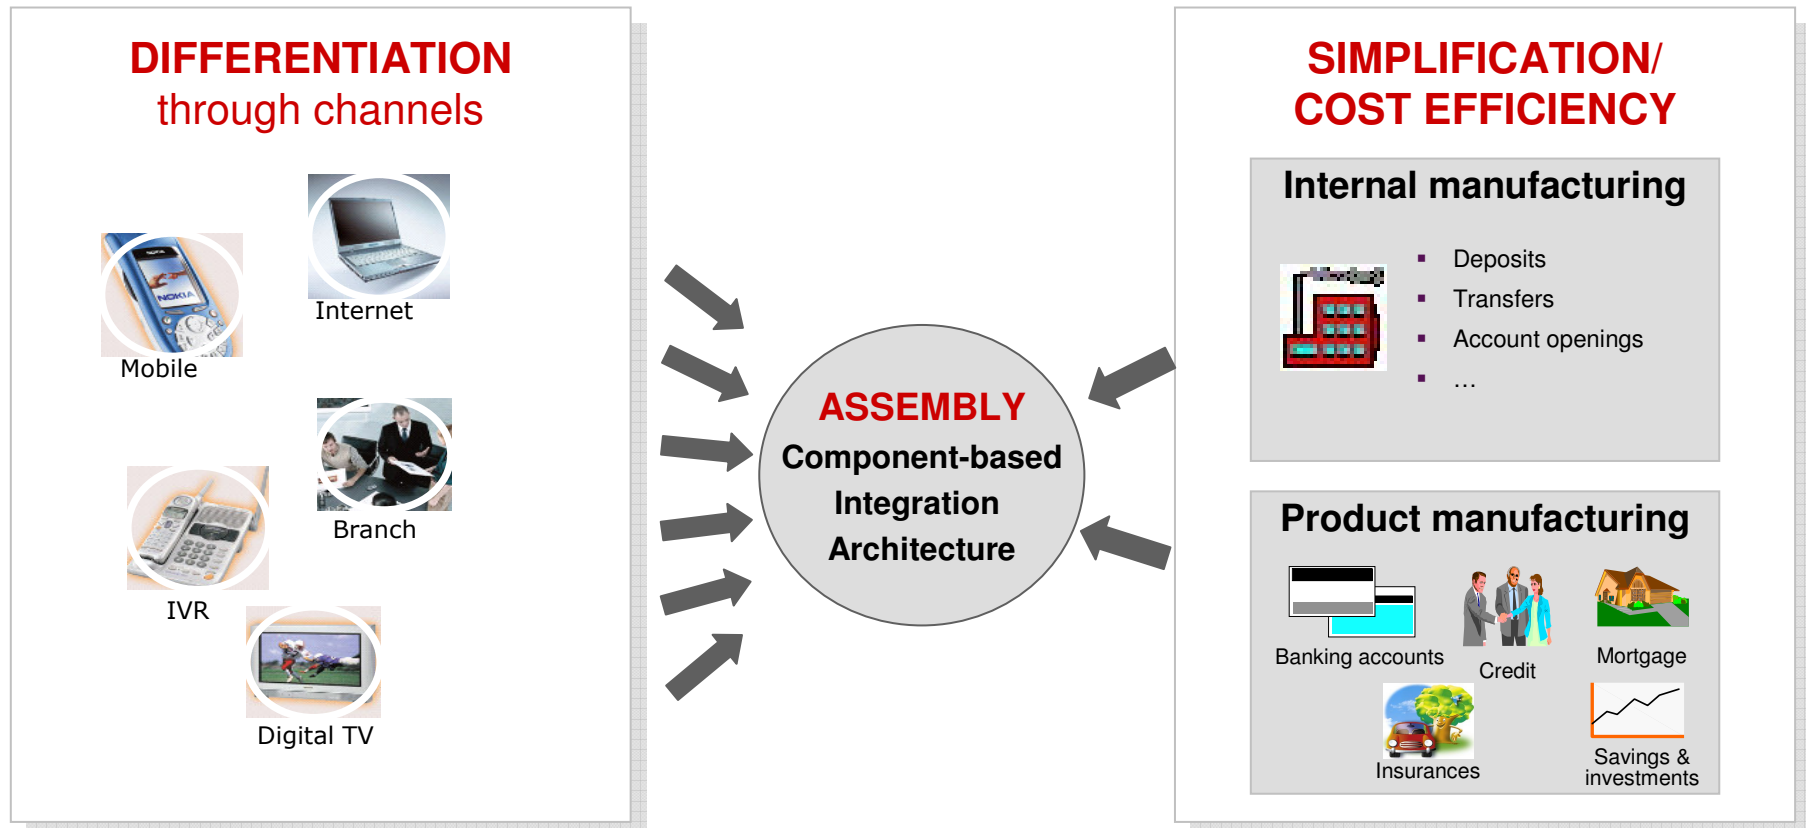 DIFFERENTIATION
through channels
Internet
NOKIA
Mobile
Branch
IVR
Digital TV
ASSEMBLY
Component-based
Integration
Architecture
SIMPLIFICATION/
COST EFFICIENCY
Internal manufacturing
▪ Deposits
▪ Transfers
▪ Account openings
▪ …
Product manufacturing
Banking accounts
Credit
Mortgage
Insurances
Savings &
investments